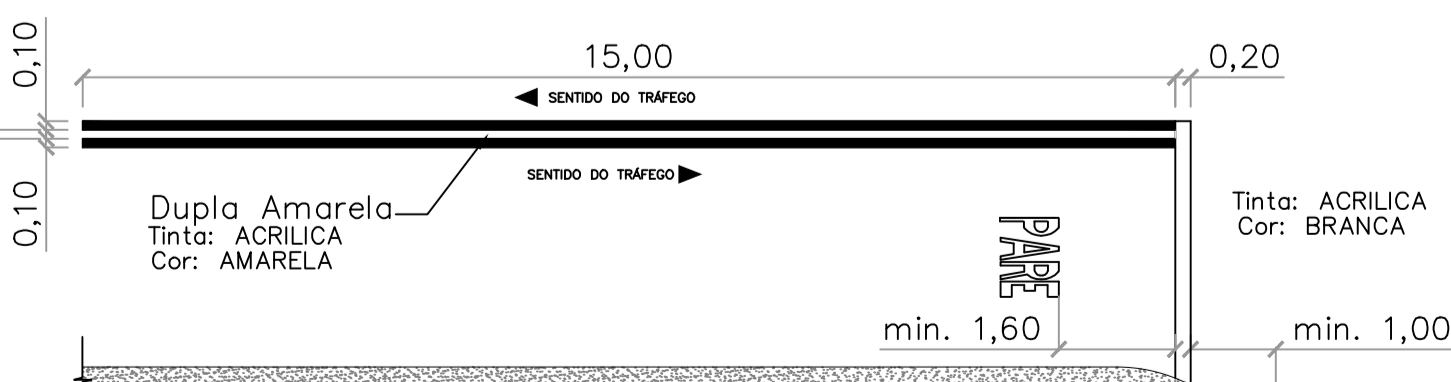 0,10
15,00
0,20
SENTIDO DO TRÁFEGO
SENTIDO DO TRÁFEGO
0,10
Dupla Amarela
Tinta: ACRILICA
Cor: AMARELA
PARE
Tinta: ACRILICA
Cor: BRANCA
min. 1,60
min. 1,00